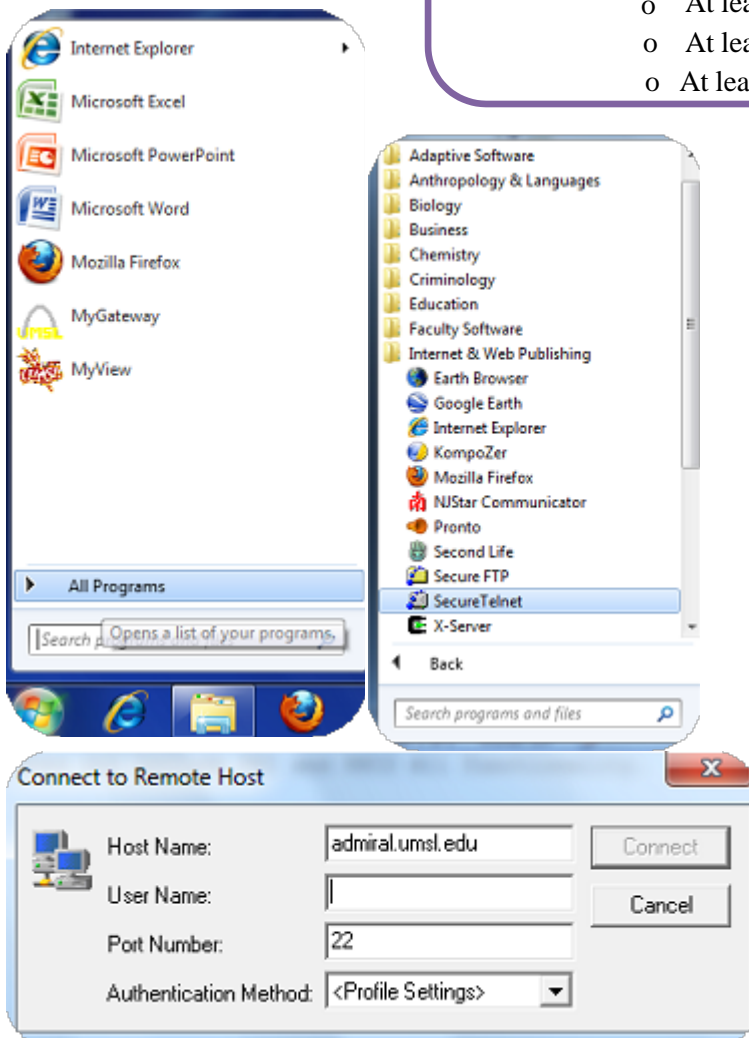 o At lea
o At lea
o At lea
Internet Explorer
Microsoft Excel
Microsoft PowerPoint
Microsoft Word
Mozilla Firefox
MyGateway
MyView
All Programs
Search
Opens a list of your programs.
Adaptive Software
Anthropology & Languages
Biology
Business
Chemistry
Criminology
Education
Faculty Software
Internet & Web Publishing
Earth Browser
Google Earth
Internet Explorer
KompoZer
Mozilla Firefox
NJStar Communicator
Pronto
Second Life
Secure FTP
SecureTelnet
X-Server
Back
Search programs and files
Connect to Remote Host
Host Name: admiral.umsl.edu Connect
User Name: Cancel
Port Number: 22
Authentication Method: <Profile Settings>